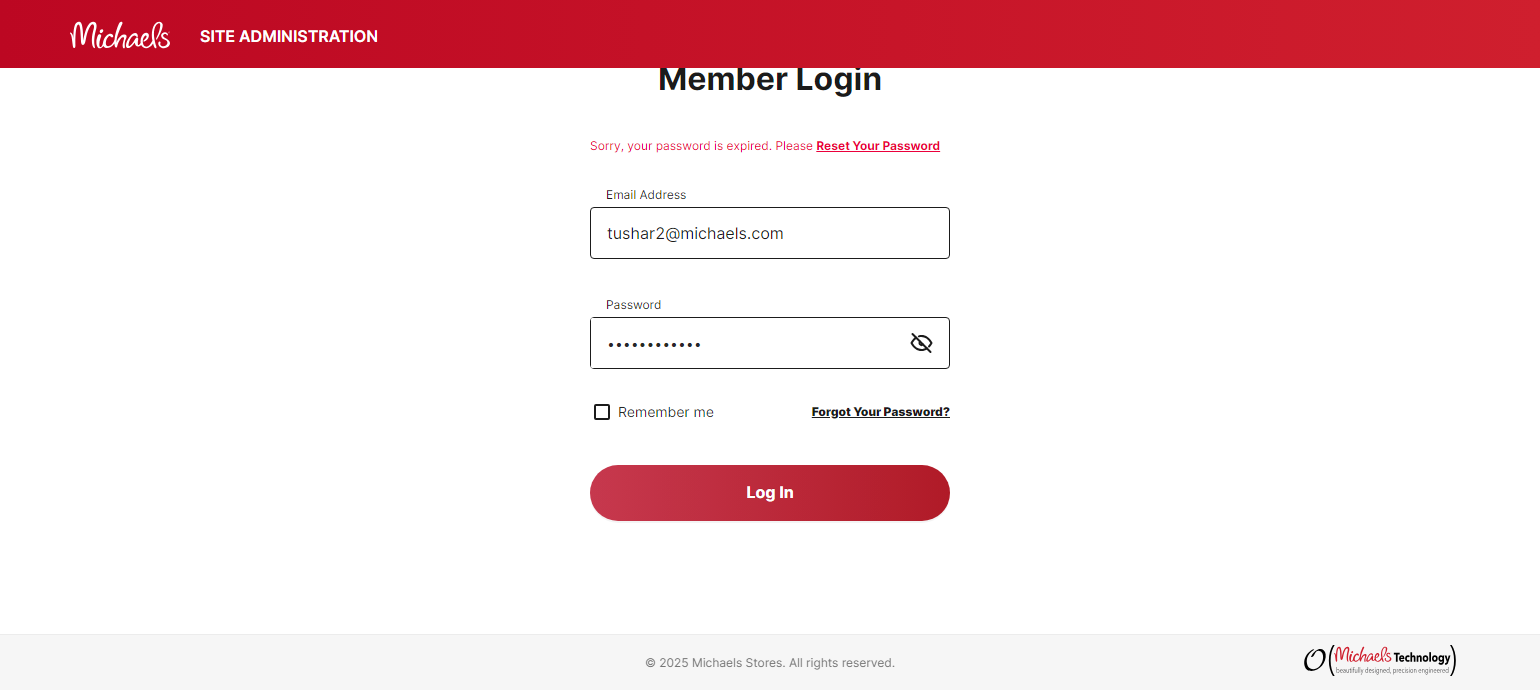 Michaels SITE ADMINISTRATION
Member Login
Sorry, your password is expired. Please Reset Your Password
Email Address
tushar2@michaels.com
Password
••••••••••••
Remember me Forgot Your Password?
Log In
© 2025 Michaels Stores. All rights reserved.
O(Michaels Technology)
beautifully designed, precision engineered